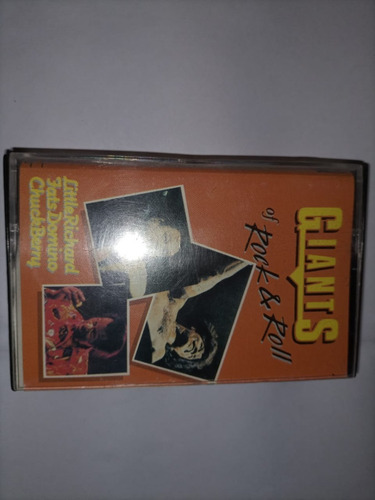 GIANTS
of Rock & Roll
Little Richard
Fats Domino
Chuck Berry